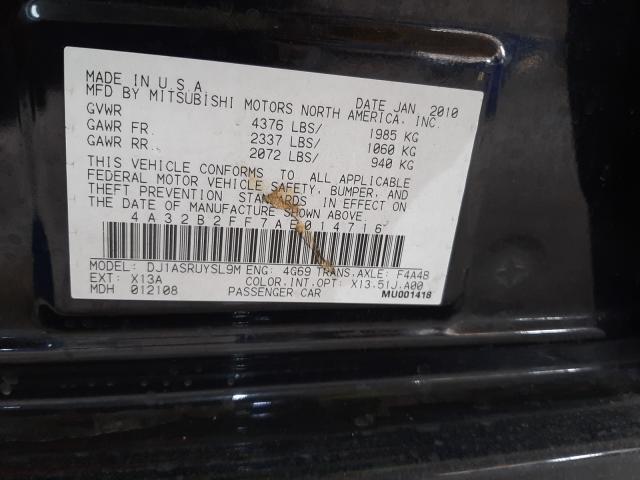 MADE IN U.S.A. DATE JAN 2010
MFD BY MITSUBISHI MOTORS NORTH AMERICA, INC.
GVWR 4376 LBS/ 1985 KG
GAWR FR. 2337 LBS/ 1060 KG
GAWR RR. 2072 LBS/ 940 KG
THIS VEHICLE CONFORMS TO ALL APPLICABLE
FEDERAL MOTOR VEHICLE SAFETY, BUMPER, AND
THEFT PREVENTION STANDARDS IN EFFECT ON
THE DATE OF MANUFACTURE SHOWN ABOVE.
4A32B2FF7AE014716
MODEL: DJ1ASRUYSL9M ENG: 4G69 TRANS.AXLE: F4A4B
EXT: X13A COLOR.INT.OPT: X13.51J.A00
MDH 012108 PASSENGER CAR MU001418